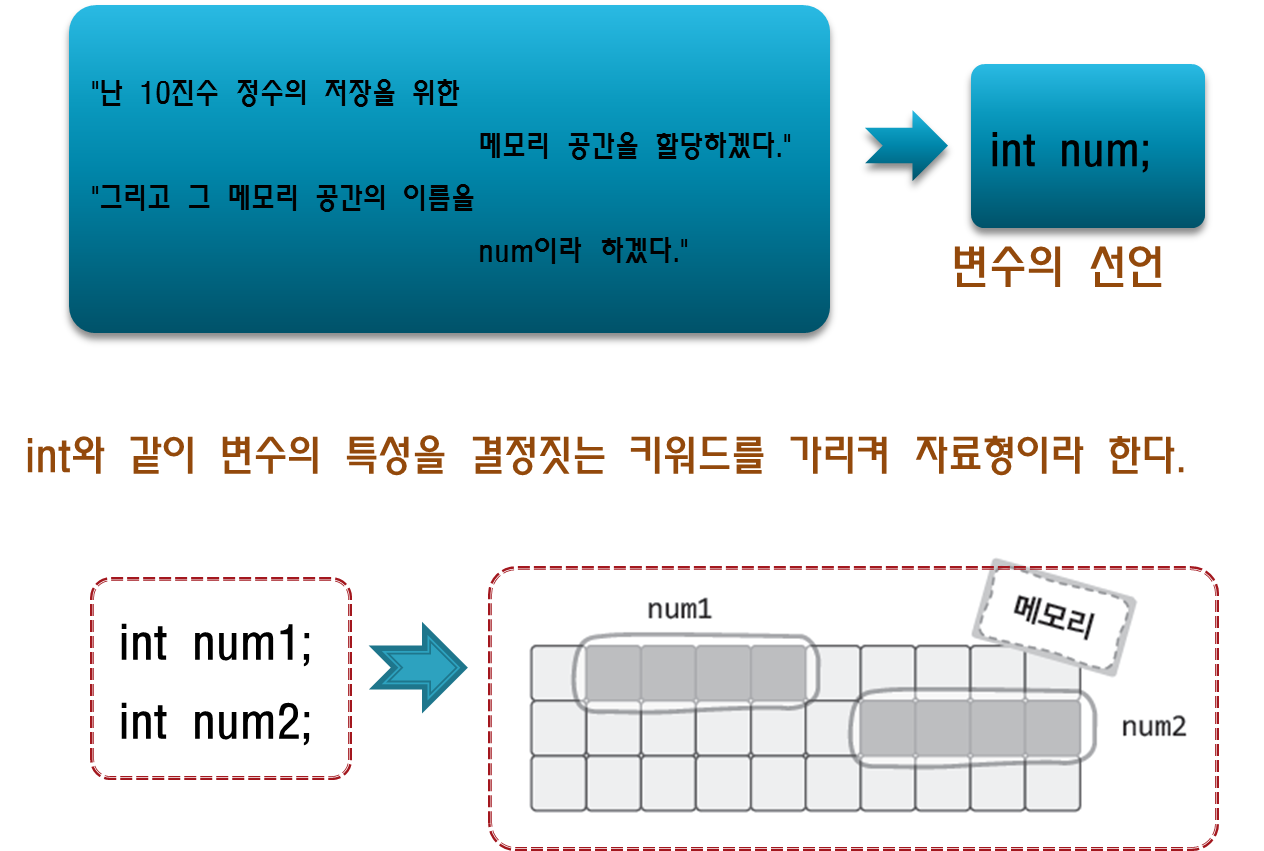 "난 10진수 정수의 저장을 위한
메모리 공간을 할당하겠다."
"그리고 그 메모리 공간의 이름을
num이라 하겠다."
int num;
변수의 선언
int와 같이 변수의 특성을 결정짓는 키워드를 가리켜 자료형이라 한다.
int num1;
int num2;
num1
메모리
num2